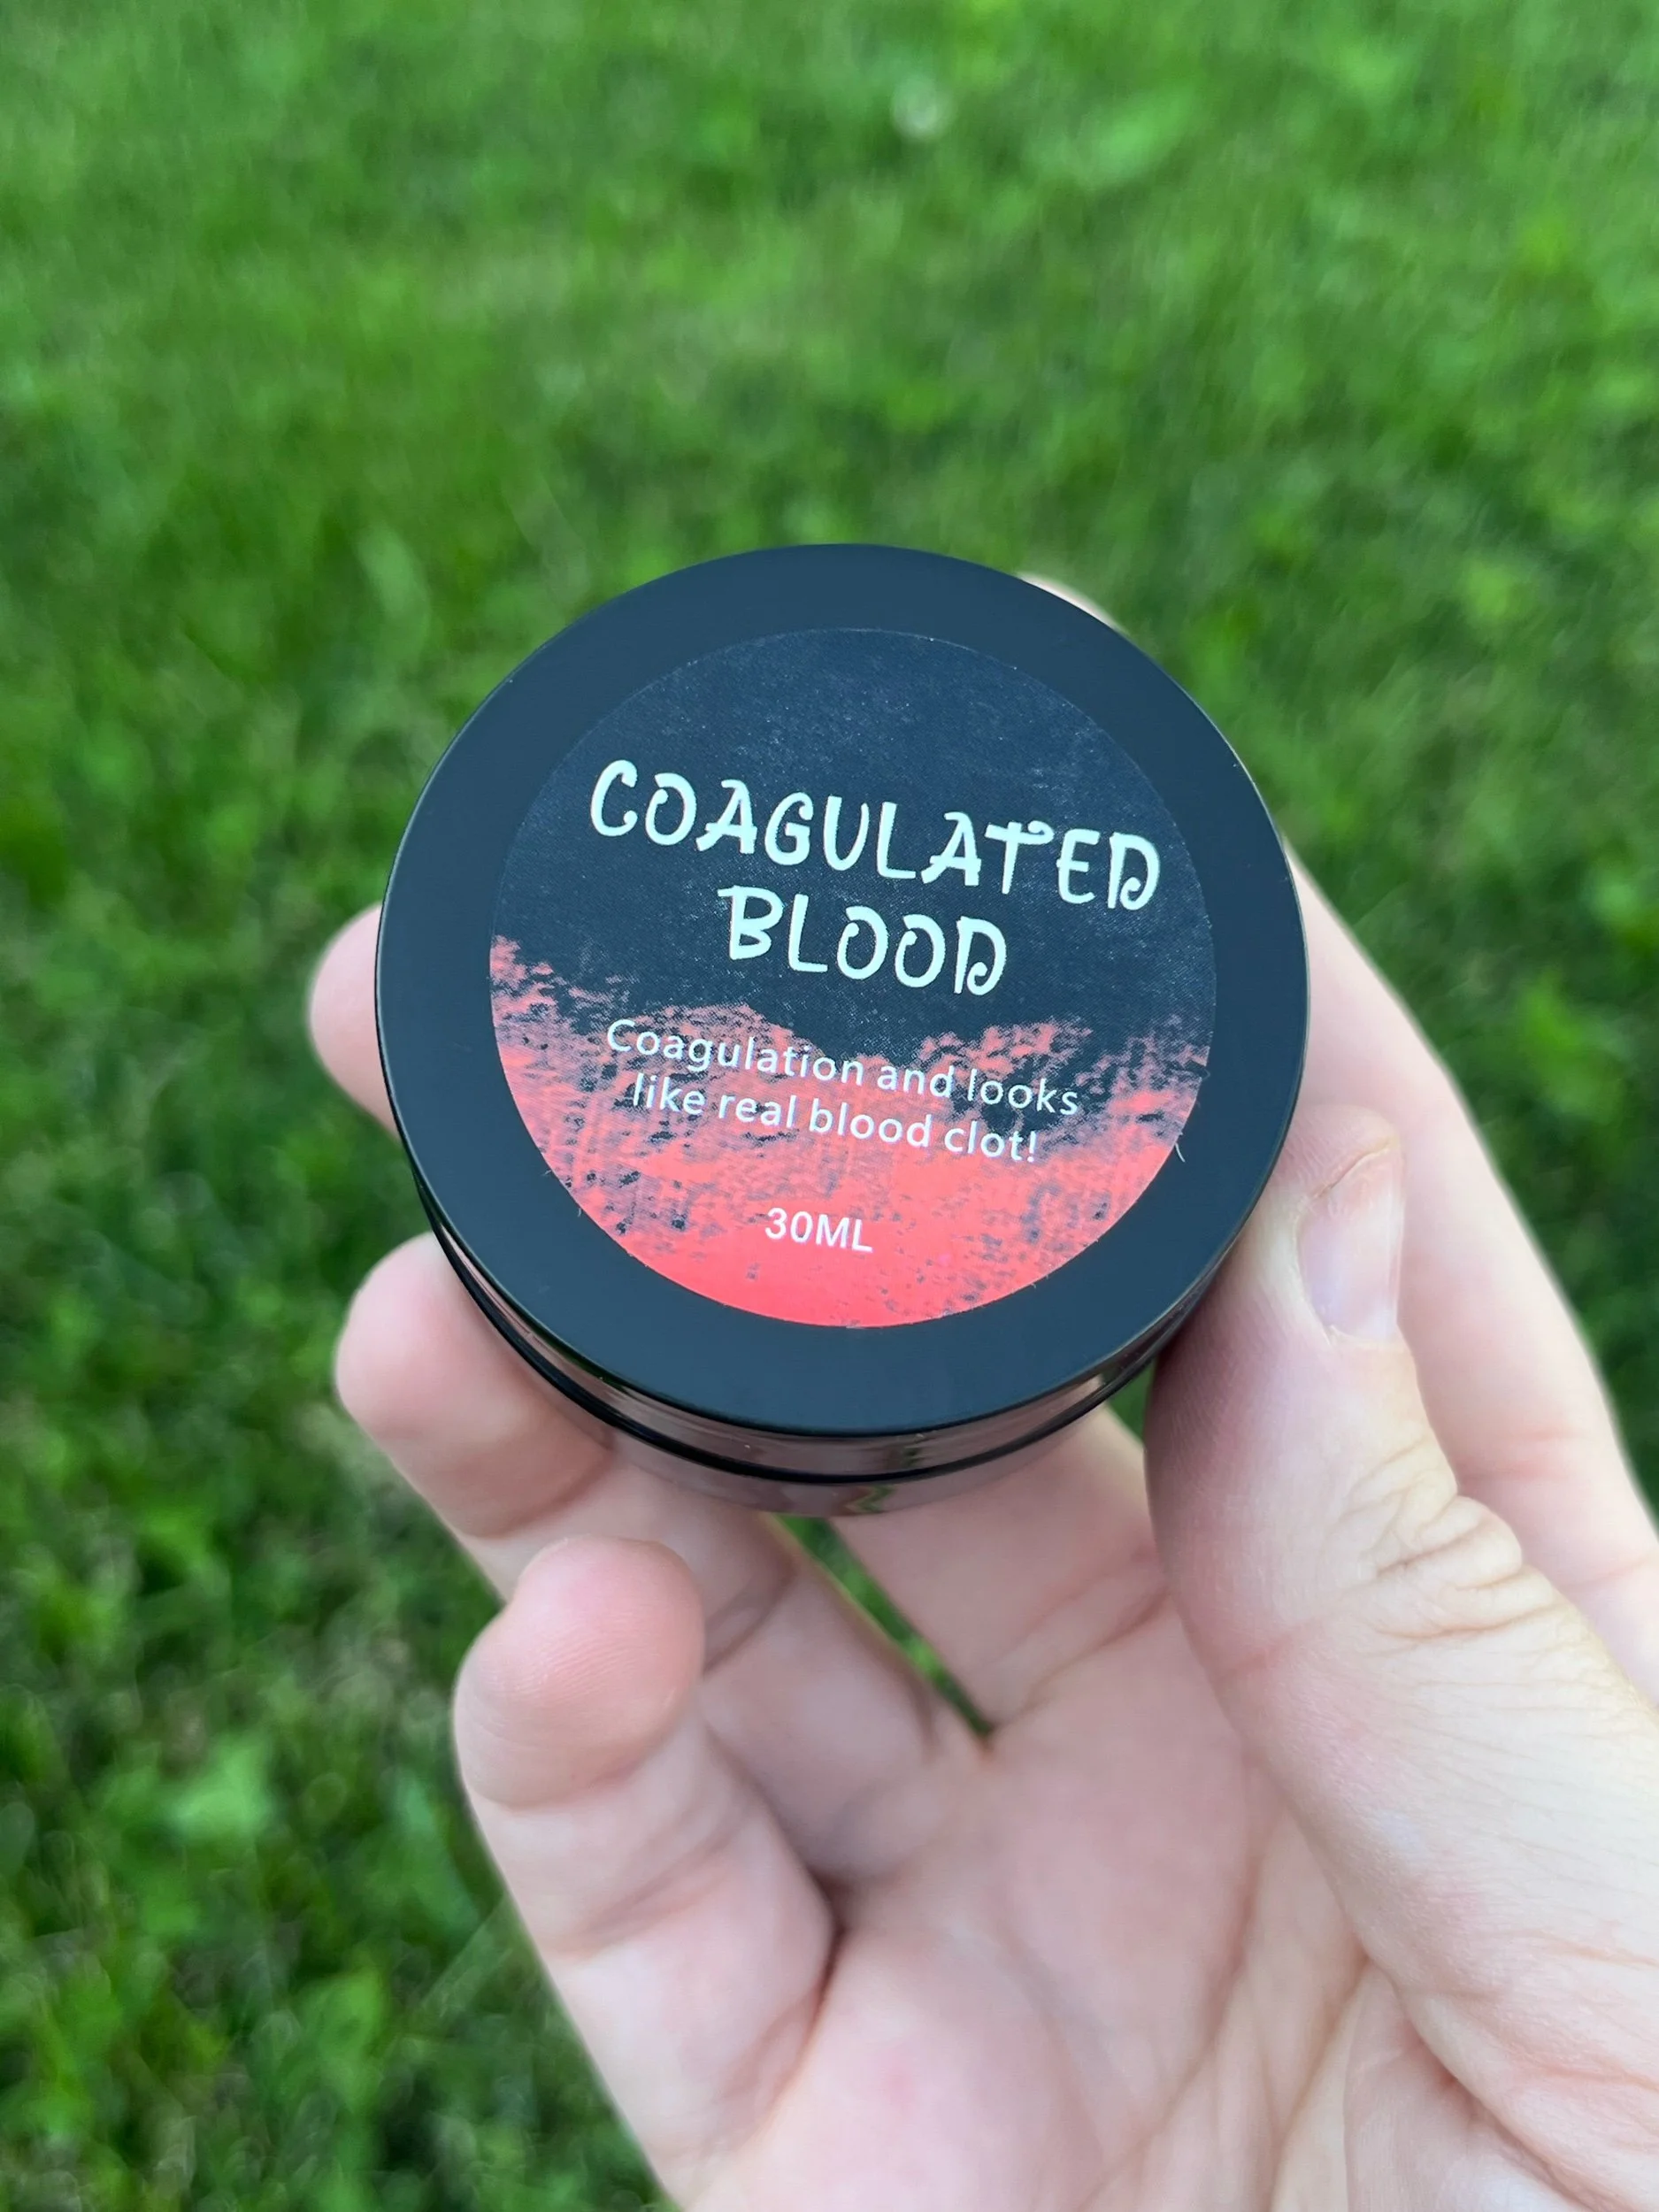 COAGULATED
BLOOD
Coagulation and looks
like real blood clot!
30ML